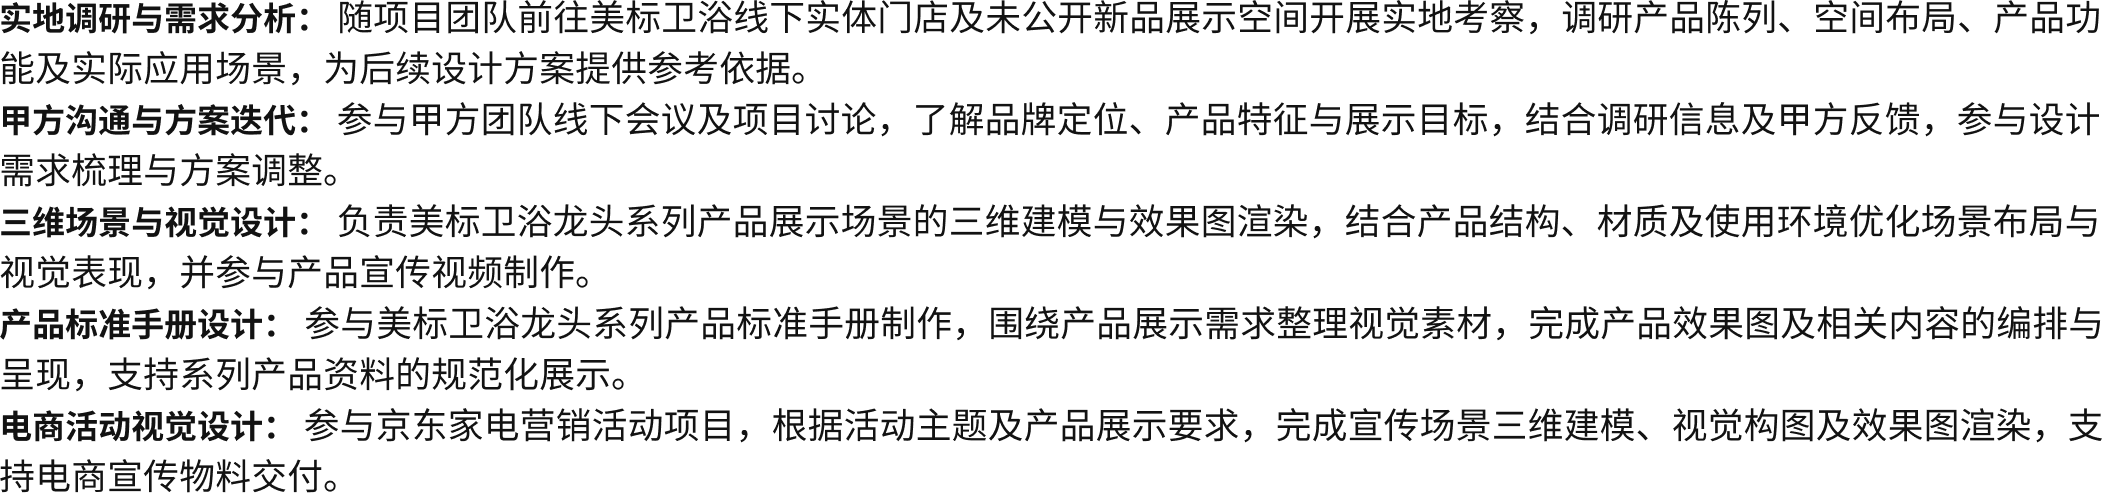 实地调研与需求分析： 随项目团队前往美标卫浴线下实体门店及未公开新品展示空间开展实地考察，调研产品陈列、空间布局、产品功
能及实际应用场景，为后续设计方案提供参考依据。
甲方沟通与方案迭代： 参与甲方团队线下会议及项目讨论，了解品牌定位、产品特征与展示目标，结合调研信息及甲方反馈，参与设计
需求梳理与方案调整。
三维场景与视觉设计： 负责美标卫浴龙头系列产品展示场景的三维建模与效果图渲染，结合产品结构、材质及使用环境优化场景布局与
视觉表现，并参与产品宣传视频制作。
产品标准手册设计： 参与美标卫浴龙头系列产品标准手册制作，围绕产品展示需求整理视觉素材，完成产品效果图及相关内容的编排与
呈现，支持系列产品资料的规范化展示。
电商活动视觉设计： 参与京东家电营销活动项目，根据活动主题及产品展示要求，完成宣传场景三维建模、视觉构图及效果图渲染，支
持电商宣传物料交付。